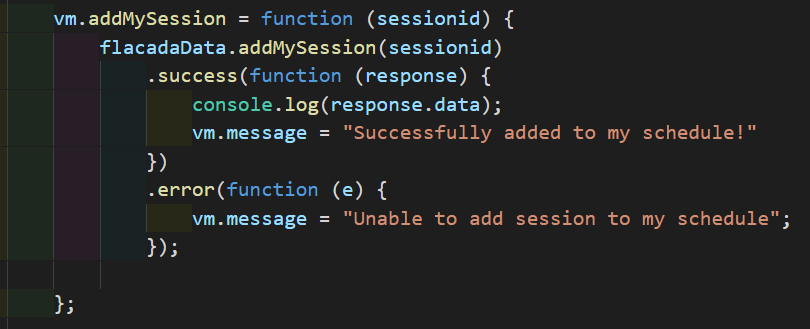 vm.addMySession = function (sessionid) {
flacadaData.addMySession(sessionid)
.success(function (response) {
console.log(response.data);
vm.message = "Successfully added to my schedule!"
})
.error(function (e) {
vm.message = "Unable to add session to my schedule";
});
};